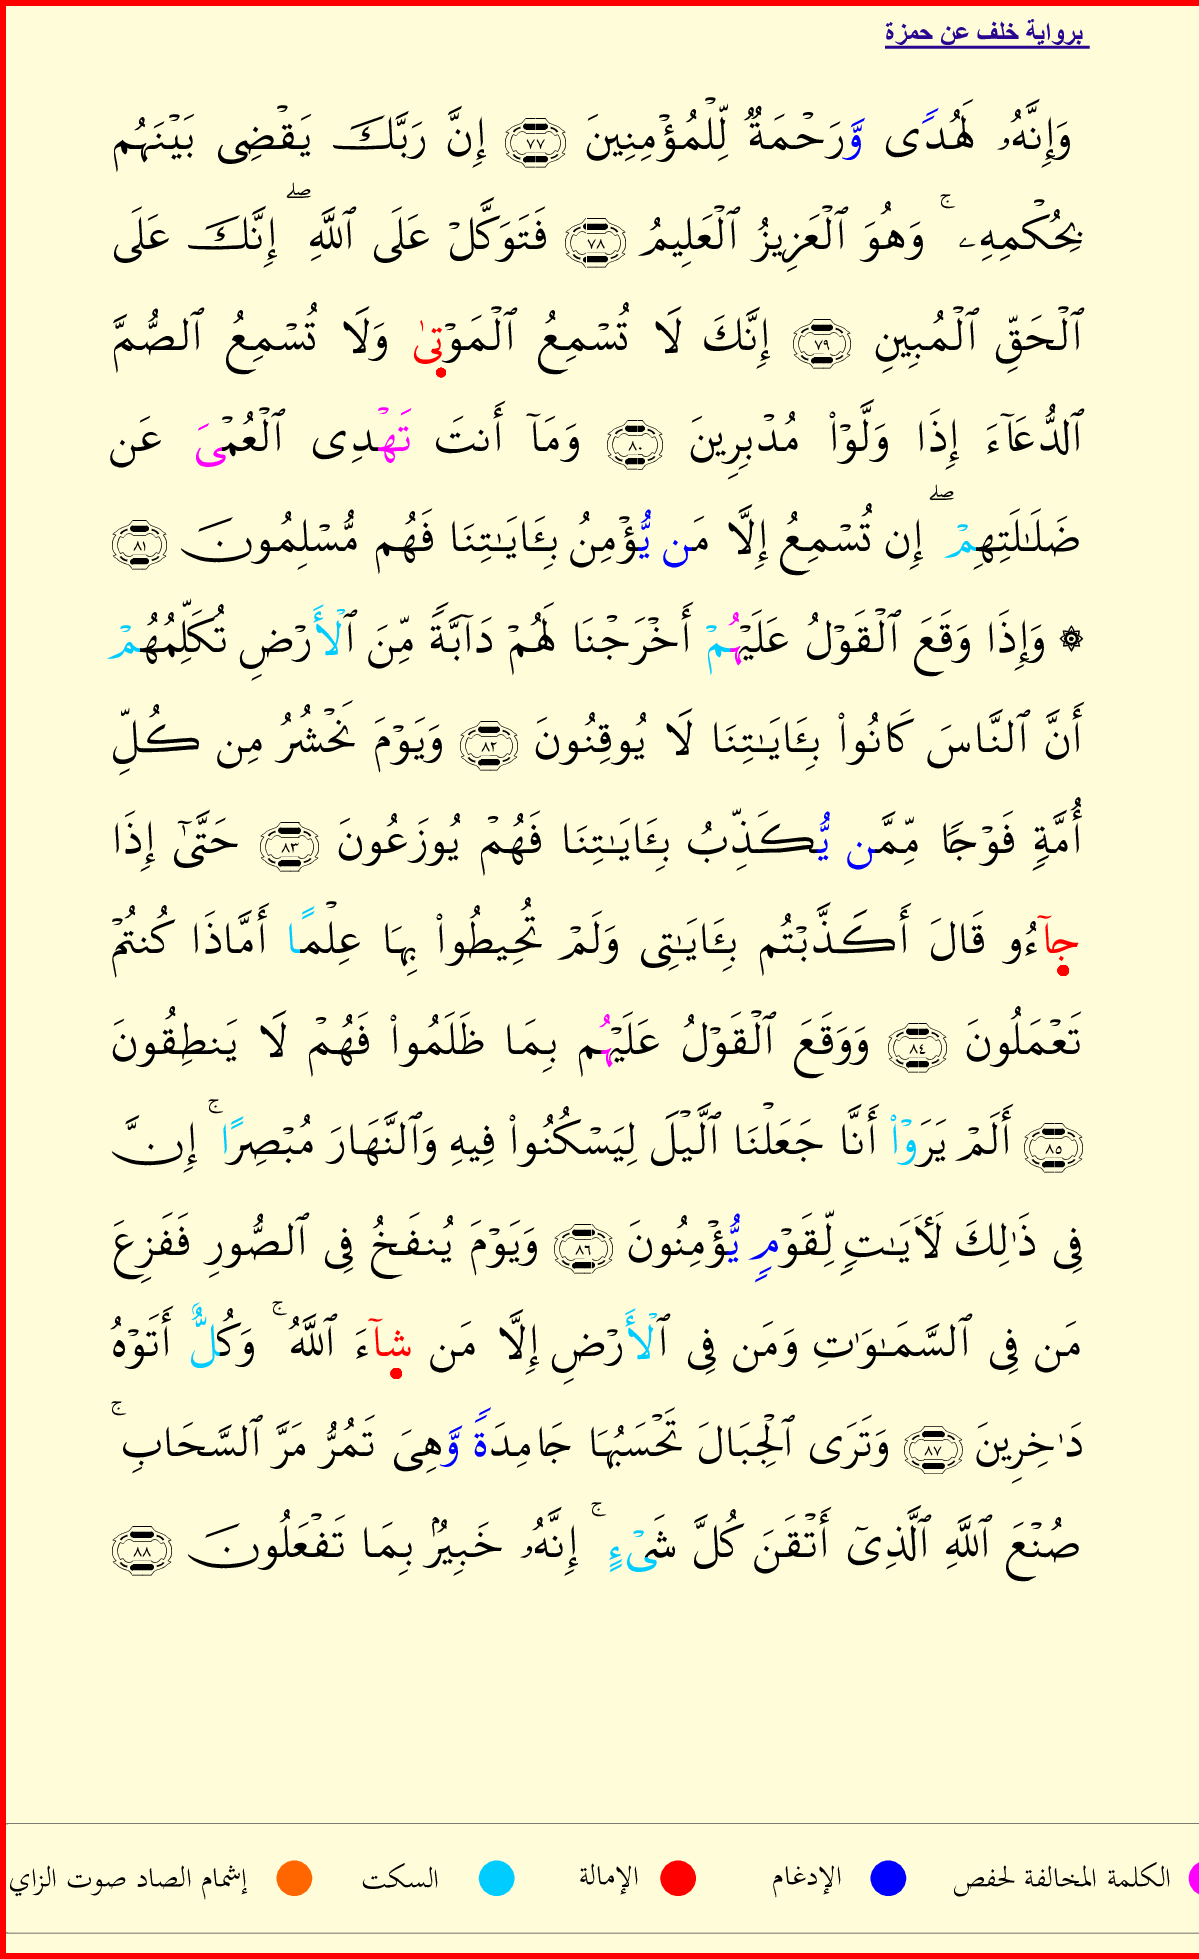 برواية خلف عن حمزة
وَإِنَّهُۥ لَهُدًى وَّرَحْمَةٌ لِّلْمُؤْمِنِينَ ٧٧ إِنَّ رَبَّكَ يَقْضِى بَيْنَهُم
بِحُكْمِهِۦ ۚ وَهُوَ ٱلْعَزِيزُ ٱلْعَلِيمُ ٧٨ فَتَوَكَّلْ عَلَى ٱللَّهِ ۖ إِنَّكَ عَلَى
ٱلْحَقِّ ٱلْمُبِينِ ٧٩ إِنَّكَ لَا تُسْمِعُ ٱلْمَوْتىٰ وَلَا تُسْمِعُ ٱلصُّمَّ
ٱلدُّعَآءَ إِذَا وَلَّوْا۟ مُدْبِرِينَ ٨٠ وَمَآ أَنتَ تَهْدِى ٱلْعُمْىَ عَن
ضَلَـٰلَتِهِمْ ۖ إِن تُسْمِعُ إِلَّا مَن يُّؤْمِنُ بِـَٔايَـٰتِنَا فَهُم مُّسْلِمُونَ ٨١
۞ وَإِذَا وَقَعَ ٱلْقَوْلُ عَلَيْهُمْ أَخْرَجْنَا لَهُمْ دَآبَّةً مِّنَ ٱلْأَرْضِ تُكَلِّمُهُمْ
أَنَّ ٱلنَّاسَ كَانُوا۟ بِـَٔايَـٰتِنَا لَا يُوقِنُونَ ٨٢ وَيَوْمَ نَحْشُرُ مِن كُلِّ
أُمَّةٍ فَوْجًا مِّمَّن يُّكَذِّبُ بِـَٔايَـٰتِنَا فَهُمْ يُوزَعُونَ ٨٣ حَتَّىٰٓ إِذَا
جآءُو قَالَ أَكَذَّبْتُم بِـَٔايَـٰتِى وَلَمْ تُحِيطُوا۟ بِهَا عِلْمًا أَمَّاذَا كُنتُمْ
تَعْمَلُونَ ٨٤ وَوَقَعَ ٱلْقَوْلُ عَلَيْهُم بِمَا ظَلَمُوا۟ فَهُمْ لَا يَنطِقُونَ
٨٥ أَلَمْ يَرَوْا۟ أَنَّا جَعَلْنَا ٱلَّيْلَ لِيَسْكُنُوا۟ فِيهِ وَٱلنَّهَارَ مُبْصِرًا ۚ إِنَّ
فِى ذَٰلِكَ لَـَٔايَـٰتٍ لِّقَوْمٍ يُّؤْمِنُونَ ٨٦ وَيَوْمَ يُنفَخُ فِى ٱلصُّورِ فَفَزِعَ
مَن فِى ٱلسَّمَـٰوَٰتِ وَمَن فِى ٱلْأَرْضِ إِلَّا مَن شآءَ ٱللَّهُ ۚ وَكُلٌّ أَتَوْهُ
دَٰخِرِينَ ٨٧ وَتَرَى ٱلْجِبَالَ تَحْسَبُهَا جَامِدَةً وَّهِىَ تَمُرُّ مَرَّ ٱلسَّحَابِ ۚ
صُنْعَ ٱللَّهِ ٱلَّذِىٓ أَتْقَنَ كُلَّ شَىْءٍ ۚ إِنَّهُۥ خَبِيرٌۢ بِمَا تَفْعَلُونَ ٨٨
الكلمة المخالفة لحفص الإدغام الإمالة السكت إشمام الصاد صوت الزاي